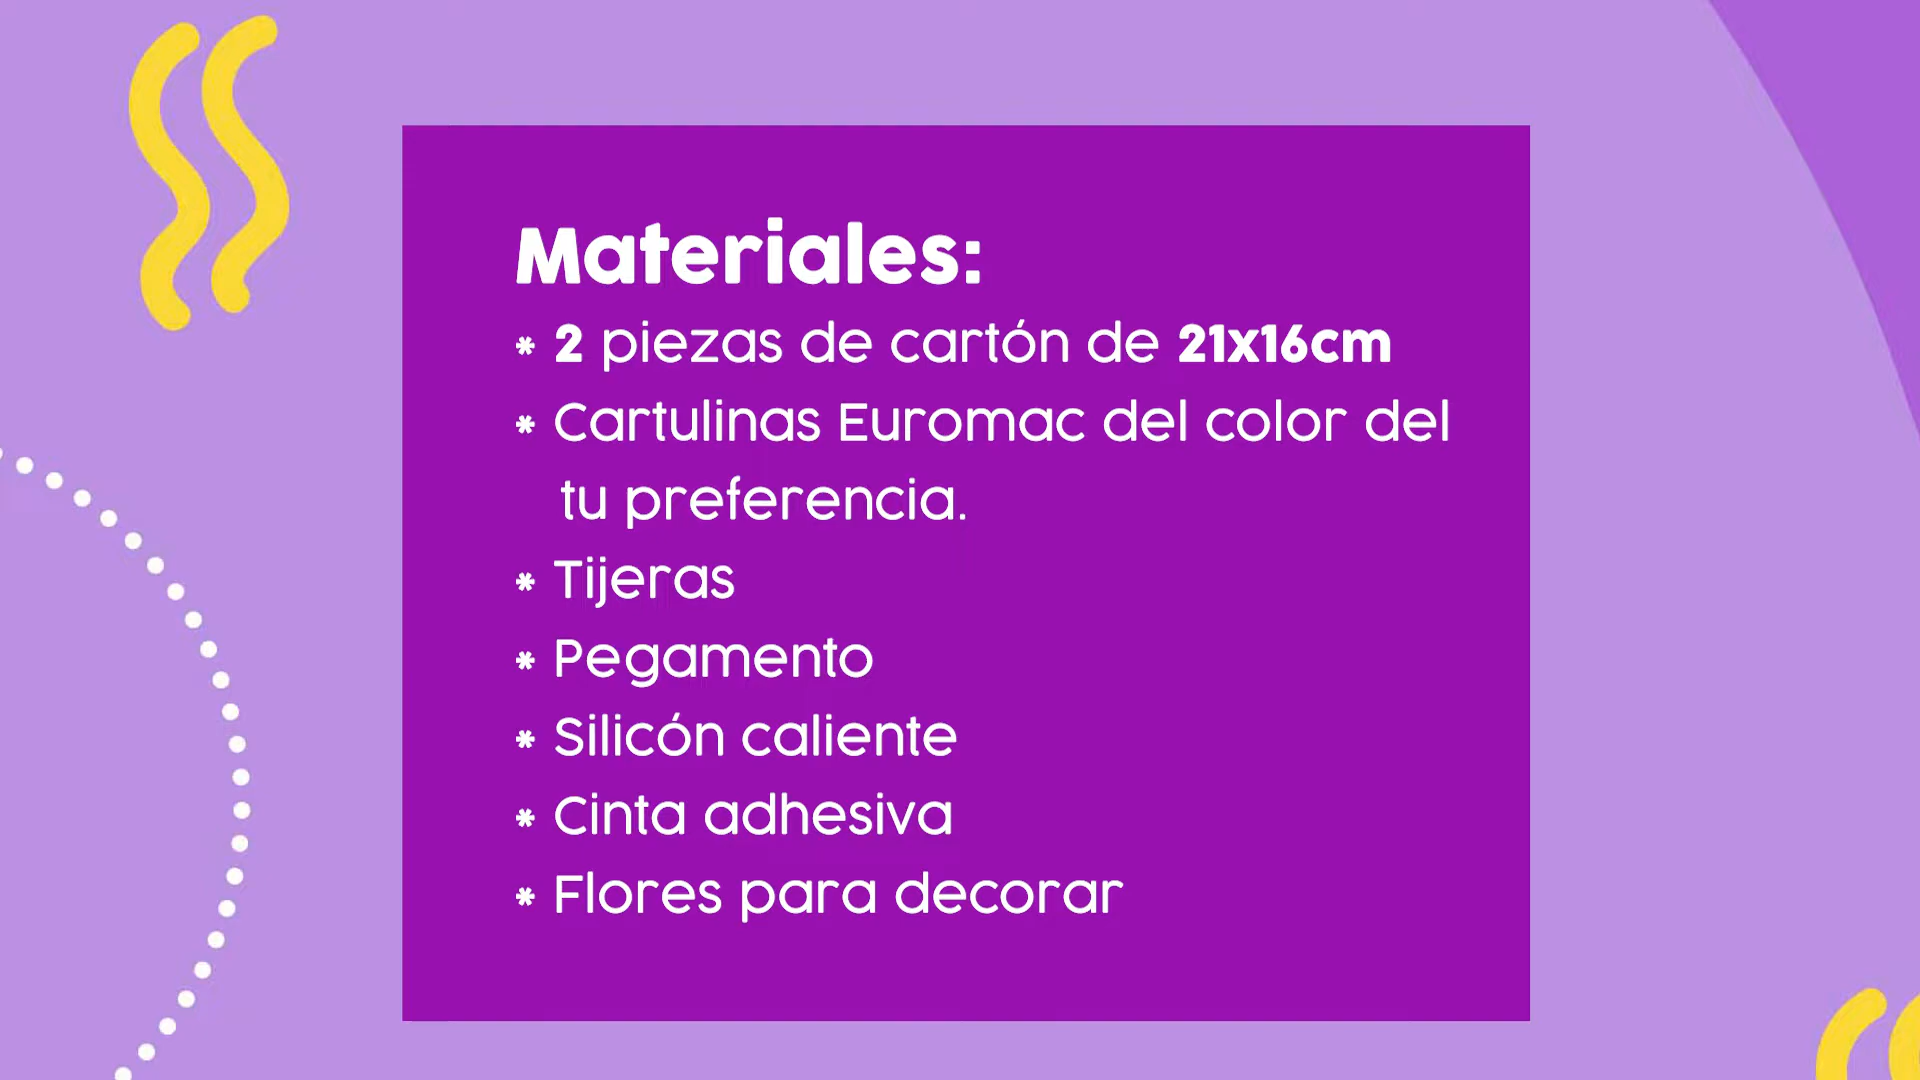 Materiales:
* 2 piezas de cartón de 21x16cm
* Cartulinas Euromac del color del
tu preferencia.
* Tijeras
* Pegamento
* Silicón caliente
* Cinta adhesiva
* Flores para decorar